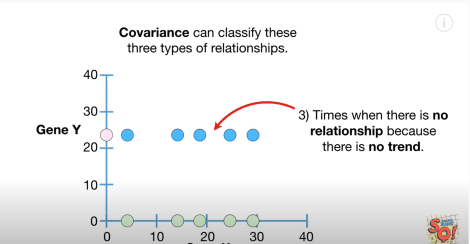 Covariance can classify these
three types of relationships.
40
30
Gene Y
20
10
0
3) Times when there is no
relationship because
there is no trend.
0 10 20 30 40
SQ!